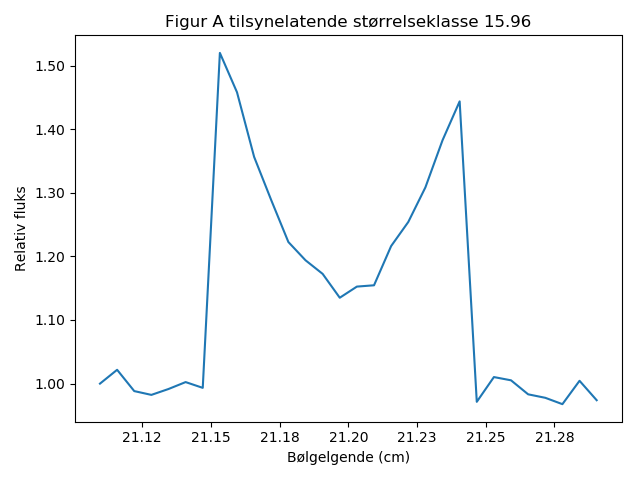 Figur A tilsynelatende størrelseklasse 15.96
1.50
1.40
1.30
1.20
1.10
1.00
Relativ fluks
21.12 21.15 21.18 21.20 21.23 21.25 21.28
Bølgelgende (cm)